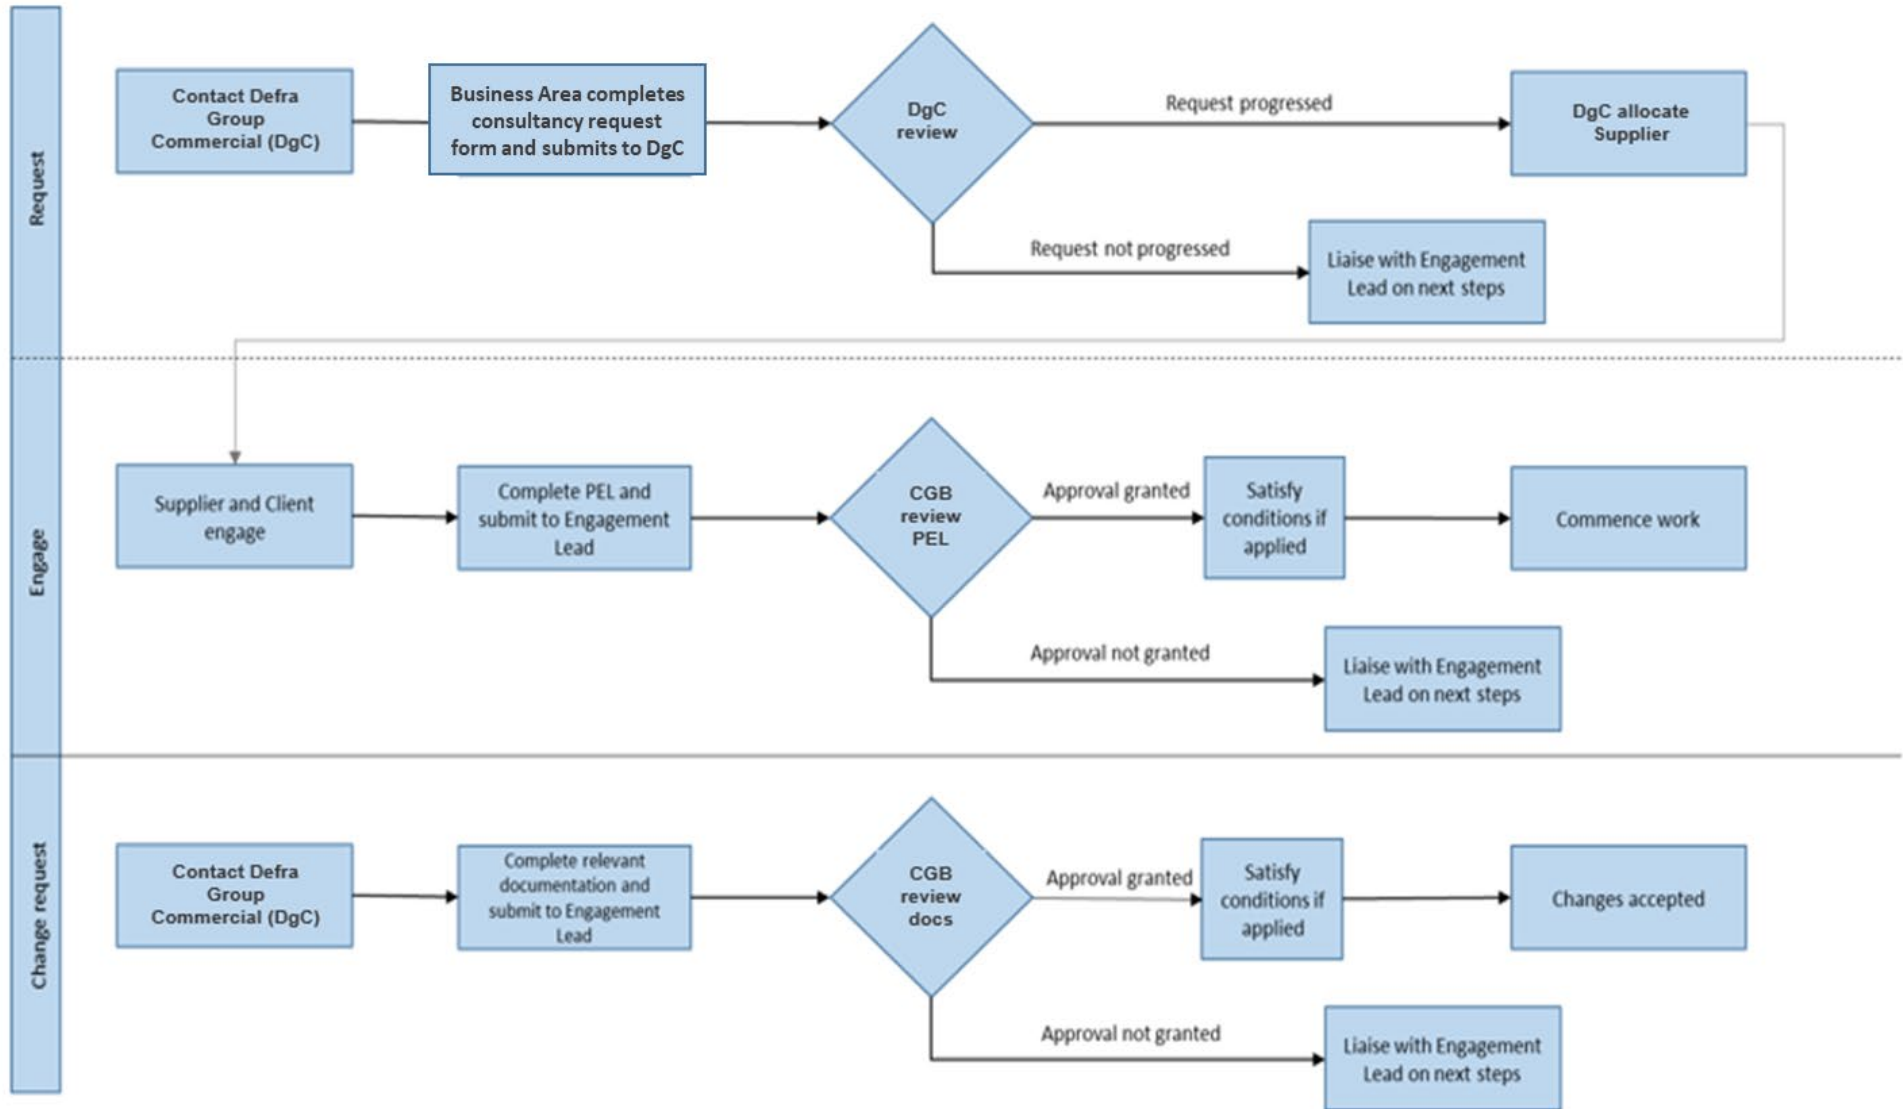 Request
Contact Defra
Group
Commercial (DgC)
Business Area completes
consultancy request
form and submits to DgC
DgC
review
Request progressed
DgC allocate
Supplier
Request not progressed
Liaise with Engagement
Lead on next steps
Engage
Supplier and Client
engage
Complete PEL and
submit to Engagement
Lead
CGB
review
PEL
Approval granted
Satisfy
conditions if
applied
Commence work
Approval not granted
Liaise with Engagement
Lead on next steps
Change request
Contact Defra
Group
Commercial (DgC)
Complete relevant
documentation and
submit to Engagement
Lead
CGB
review
docs
Approval granted
Satisfy
conditions if
applied
Changes accepted
Approval not granted
Liaise with Engagement
Lead on next steps